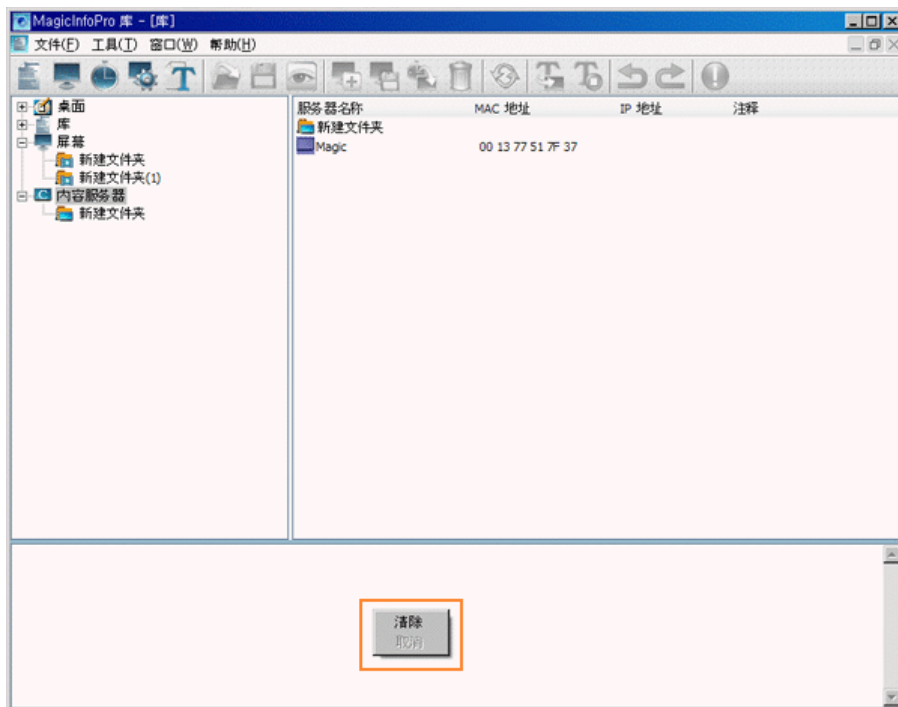 MagicInfoPro 库 - [库]
文件(F) 工具(T) 窗口(W) 帮助(H)
桌面
库
屏幕
新建文件夹
新建文件夹(1)
内容服务器
新建文件夹
服务器名称 MAC 地址 IP 地址 注释
新建文件夹
Magic 00 13 77 51 7F 37
清除
取消